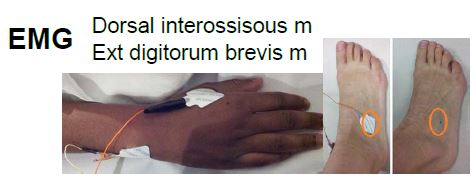 EMG
Dorsal interossisous m
Ext digitorum brevis m